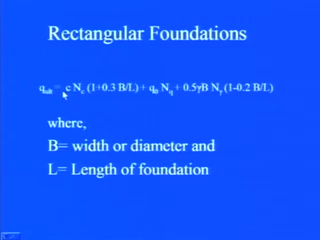 Rectangular Foundations
qult = c Nc (1+0.3 B/L) + q0 Nq + 0.5γB Nγ (1-0.2 B/L)
where,
B= width or diameter and
L= Length of foundation